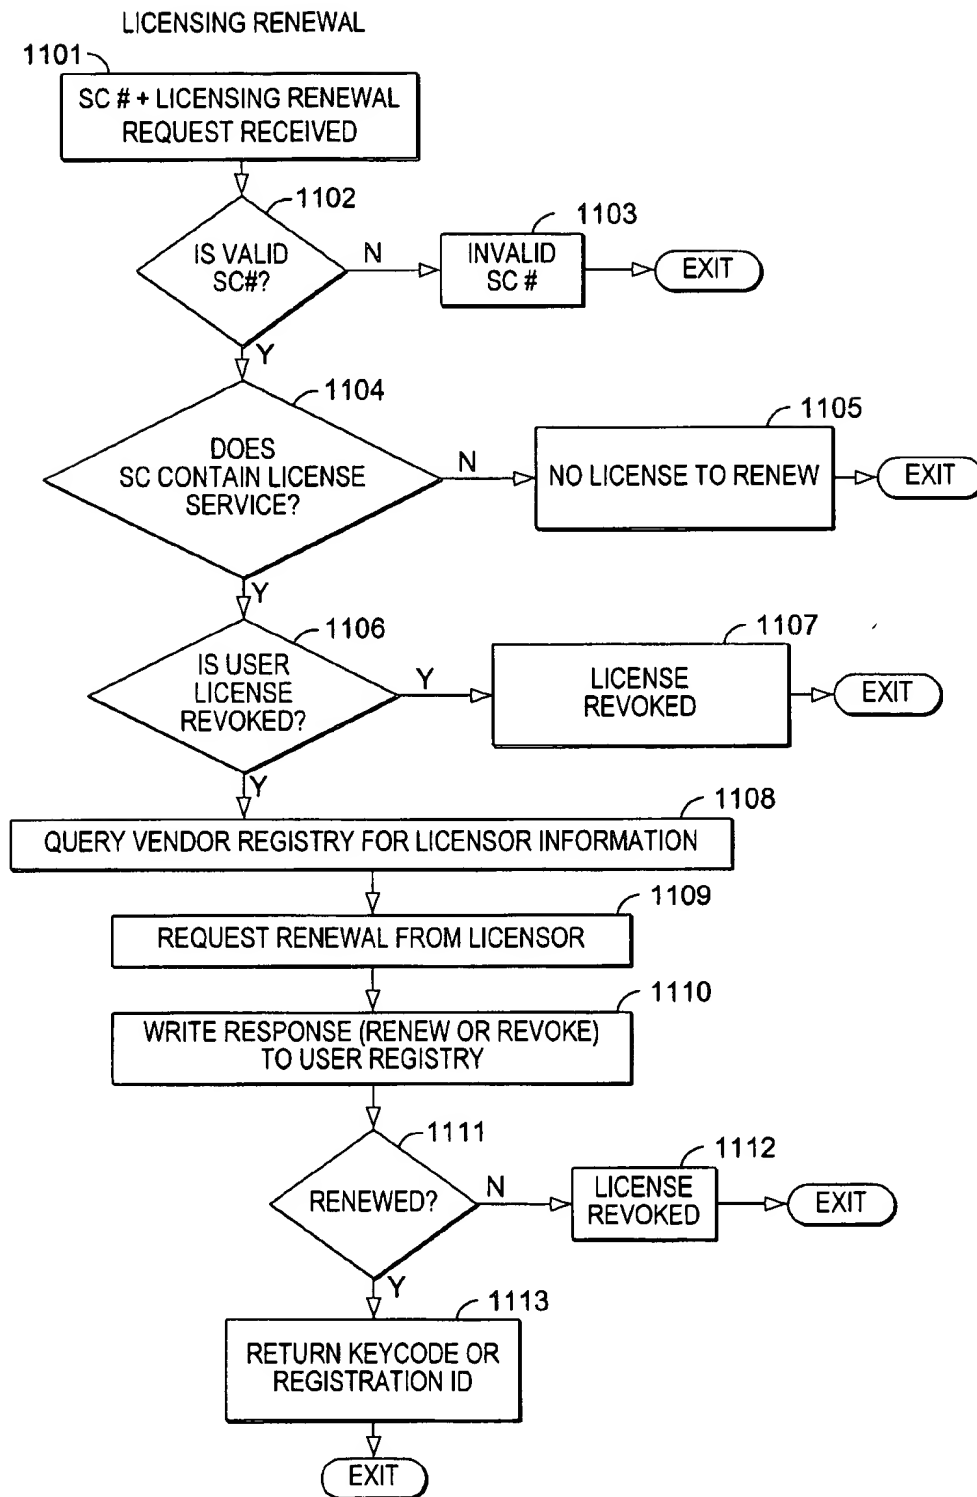 LICENSING RENEWAL
1101
SC # + LICENSING RENEWAL
REQUEST RECEIVED
1102
IS VALID
SC#?
N
1103
INVALID
SC #
EXIT
Y
1104
DOES
SC CONTAIN LICENSE
SERVICE?
N
1105
NO LICENSE TO RENEW
EXIT
Y
1106
IS USER
LICENSE
REVOKED?
Y
1107
LICENSE
REVOKED
EXIT
Y
1108
QUERY VENDOR REGISTRY FOR LICENSOR INFORMATION
1109
REQUEST RENEWAL FROM LICENSOR
1110
WRITE RESPONSE (RENEW OR REVOKE)
TO USER REGISTRY
1111
RENEWED?
N
1112
LICENSE
REVOKED
EXIT
Y
1113
RETURN KEYCODE OR
REGISTRATION ID
EXIT